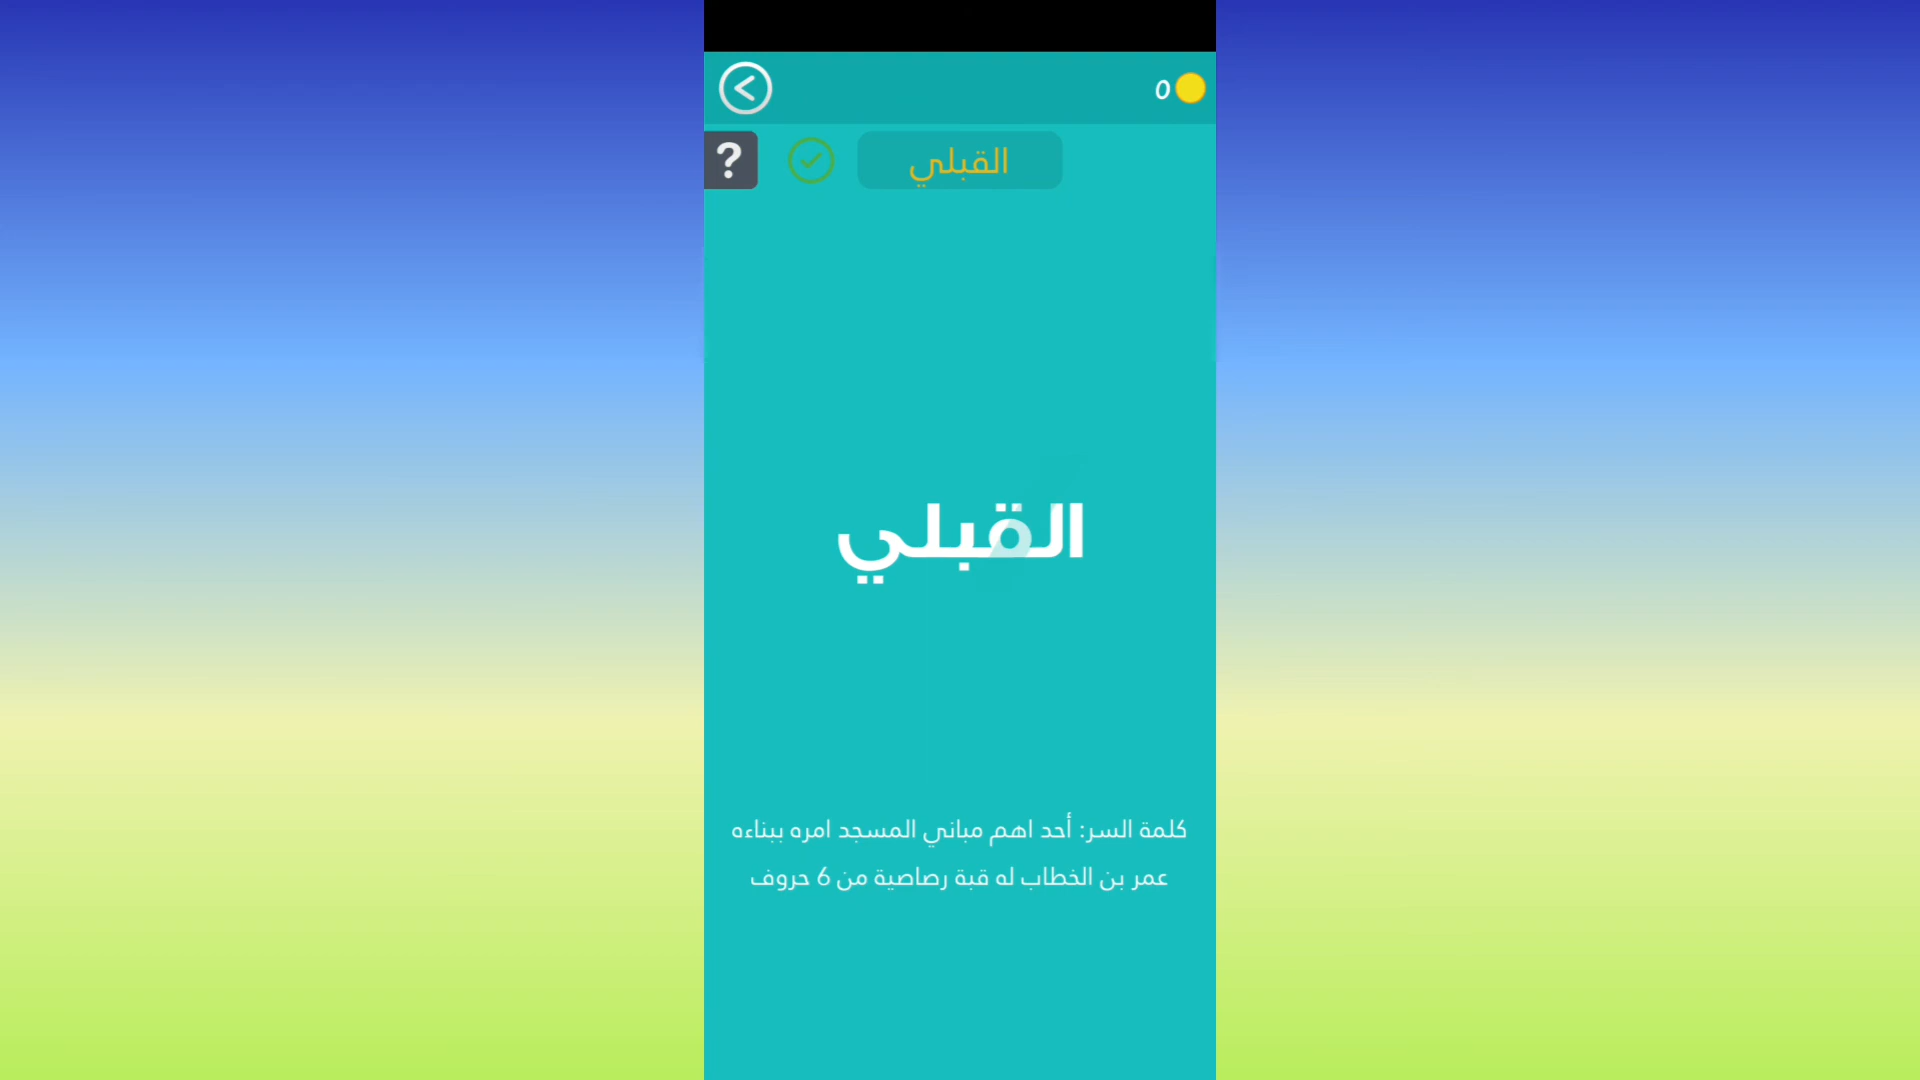 0
?
القبلي
القبلي
كلمة السر: أحد اهم مباني المسجد امره ببناءه
عمر بن الخطاب له قبة رصاصية من 6 حروف